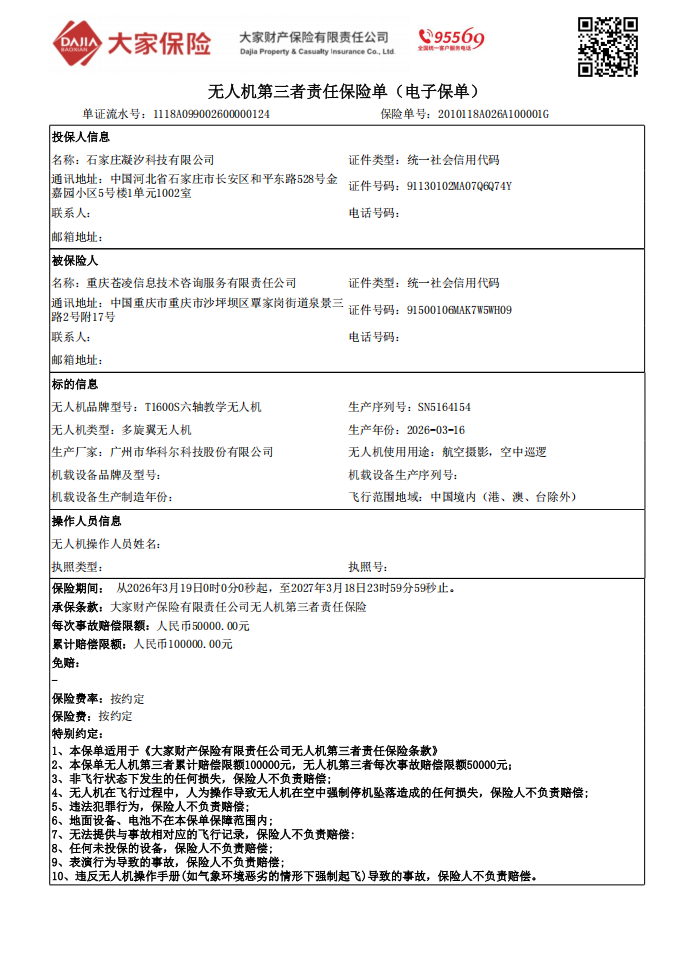 DAJIA
BAOXIAN
大家保险
大家财产保险有限责任公司
Dajia Property & Casualty Insurance Co., Ltd.
95569
全国统一客户服务电话
无人机第三者责任保险单（电子保单）
单证流水号：1118A099002600000124
保险单号：2010118A026A100001G
投保人信息
名称：石家庄凝汐科技有限公司
证件类型：统一社会信用代码
通讯地址：中国河北省石家庄市长安区和平东路528号金
嘉园小区5号楼1单元1002室
证件号码：91130102MA07Q6Q74Y
联系人：
电话号码：
邮箱地址：
被保险人
名称：重庆苍凌信息技术咨询服务有限责任公司
证件类型：统一社会信用代码
通讯地址：中国重庆市重庆市沙坪坝区覃家岗街道泉景三
路2号附17号
证件号码：91500106MAK7W5WH09
联系人：
电话号码：
邮箱地址：
标的信息
无人机品牌型号：T1600S六轴教学无人机
生产序列号：SN5164154
无人机类型：多旋翼无人机
生产年份：2026-03-16
生产厂家：广州市华科尔科技股份有限公司
无人机使用用途：航空摄影，空中巡逻
机载设备品牌及型号：
机载设备生产序列号：
机载设备生产制造年份：
飞行范围地域：中国境内（港、澳、台除外）
操作人员信息
无人机操作人员姓名：
执照类型：
执照号：
保险期间： 从2026年3月19日0时0分0秒起，至2027年3月18日23时59分59秒止。
承保条款：大家财产保险有限责任公司无人机第三者责任保险
每次事故赔偿限额：人民币50000.00元
累计赔偿限额：人民币100000.00元
免赔：
-
保险费率：按约定
保险费：按约定
特别约定：
1、本保单适用于《大家财产保险有限责任公司无人机第三者责任保险条款》
2、本保单无人机第三者累计赔偿限额100000元，无人机第三者每次事故赔偿限额50000元；
3、非飞行状态下发生的任何损失，保险人不负责赔偿；
4、无人机在飞行过程中，人为操作导致无人机在空中强制停机坠落造成的任何损失，保险人不负责赔偿；
5、违法犯罪行为，保险人不负责赔偿；
6、地面设备、电池不在本保单保障范围内；
7、无法提供与事故相对应的飞行记录，保险人不负责赔偿：
8、任何未投保的设备，保险人不负责赔偿；
9、表演行为导致的事故，保险人不负责赔偿；
10、违反无人机操作手册(如气象环境恶劣的情形下强制起飞)导致的事故，保险人不负责赔偿。